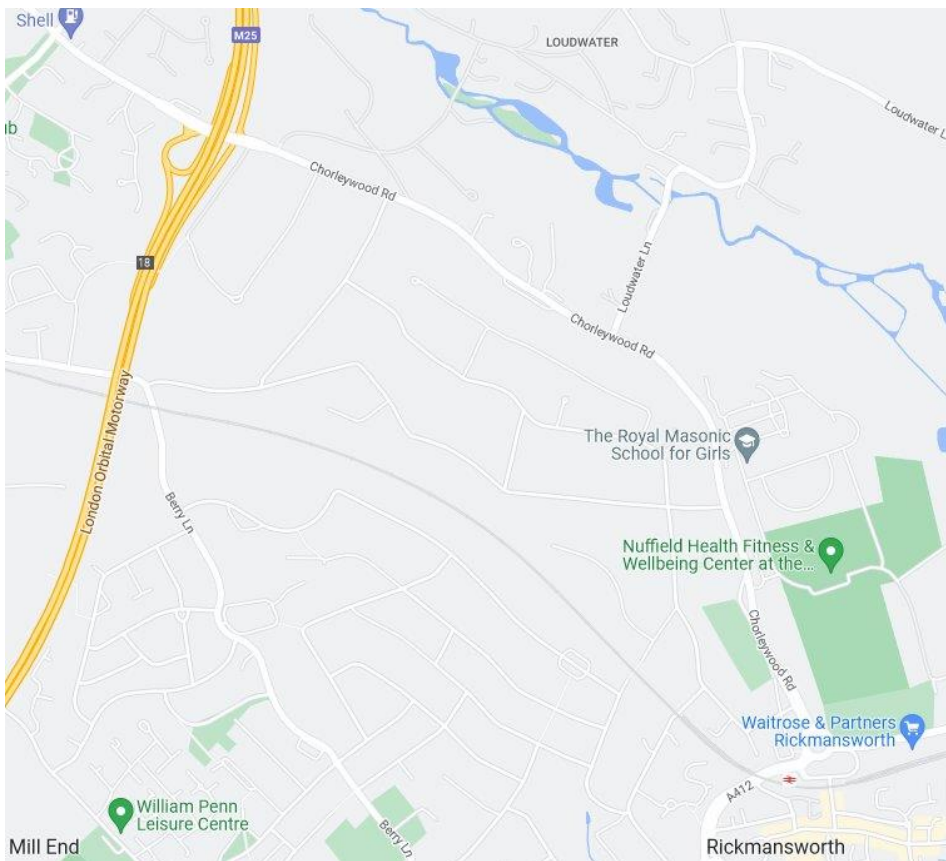 Shell
M25
LOUDWATER
Loudwater L
ub
Chorleywood Rd
18
Loudwater Ln
Chorleywood Rd
London Orbital Motorway
The Royal Masonic
School for Girls
Berry Ln
Nuffield Health Fitness &
Wellbeing Center at the...
Chorleywood Rd
Waitrose & Partners
Rickmansworth
A412
William Penn
Leisure Centre
Berry Ln
Mill End
Rickmansworth